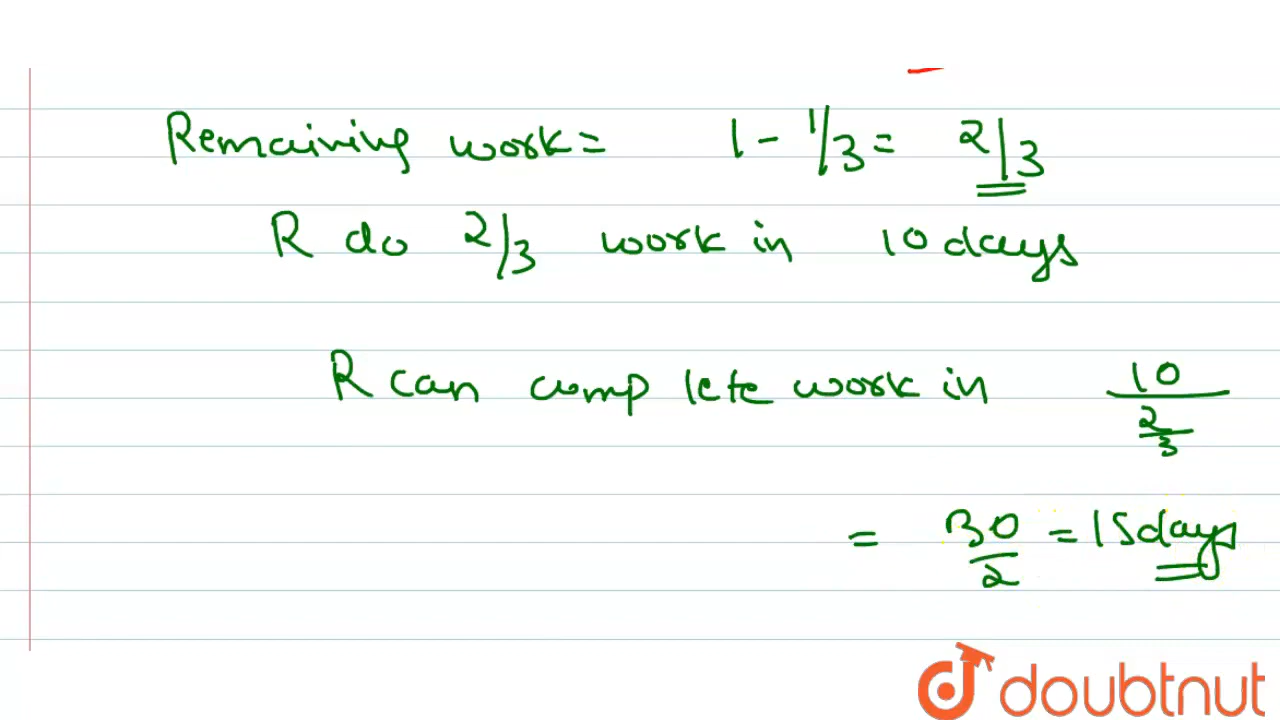 Remaining work = 1 - 1/3 = 2/3
R do 2/3 work in 10 days
R can complete work in 10/(2/3)
= 30/2 = 15 days
doubtnut